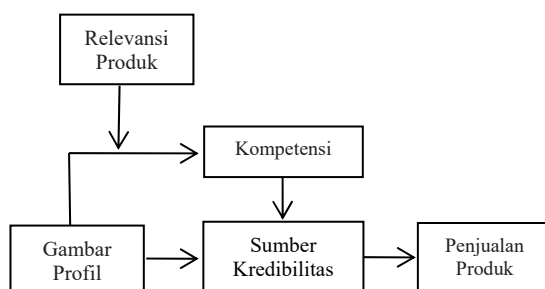 Relevansi
Produk
Kompetensi
Gambar
Profil
Sumber
Kredibilitas
Penjualan
Produk